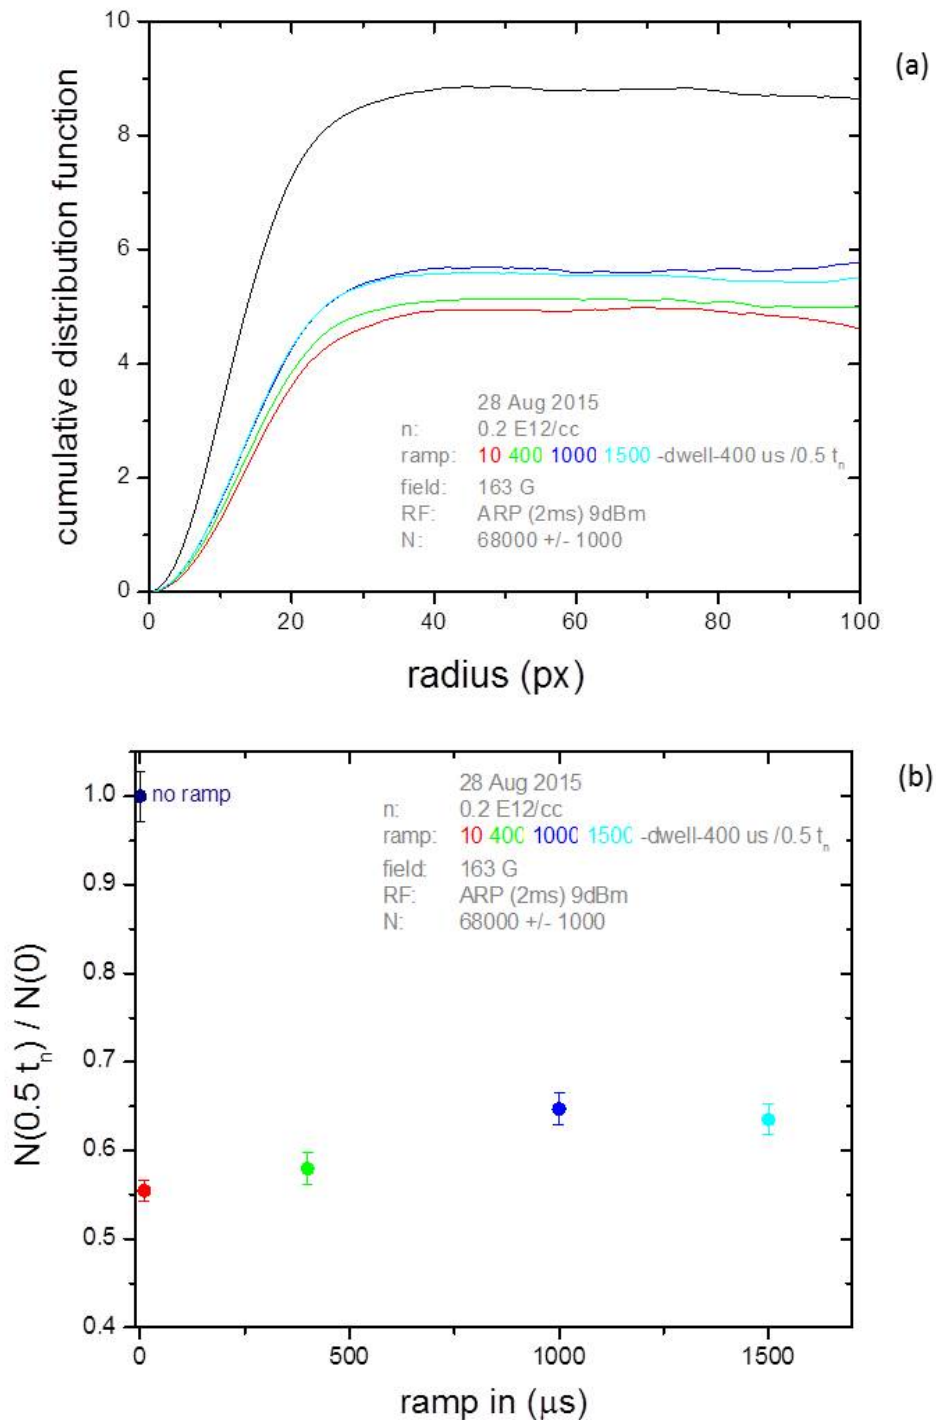 (a)
10
8
6
4
2
0
cumulative distribution function
28 Aug 2015
n: 0.2 E12/cc
ramp: 10 400 1000 1500 -dwell-400 us /0.5 tn
field: 163 G
RF: ARP (2ms) 9dBm
N: 68000 +/- 1000
0 20 40 60 80 100
radius (px)
(b)
1.0
0.9
0.8
0.7
0.6
0.5
0.4
N(0.5 tn) / N(0)
no ramp
28 Aug 2015
n: 0.2 E12/cc
ramp: 10 400 1000 1500 -dwell-400 us /0.5 tn
field: 163 G
RF: ARP (2ms) 9dBm
N: 68000 +/- 1000
0 500 1000 1500
ramp in (μs)